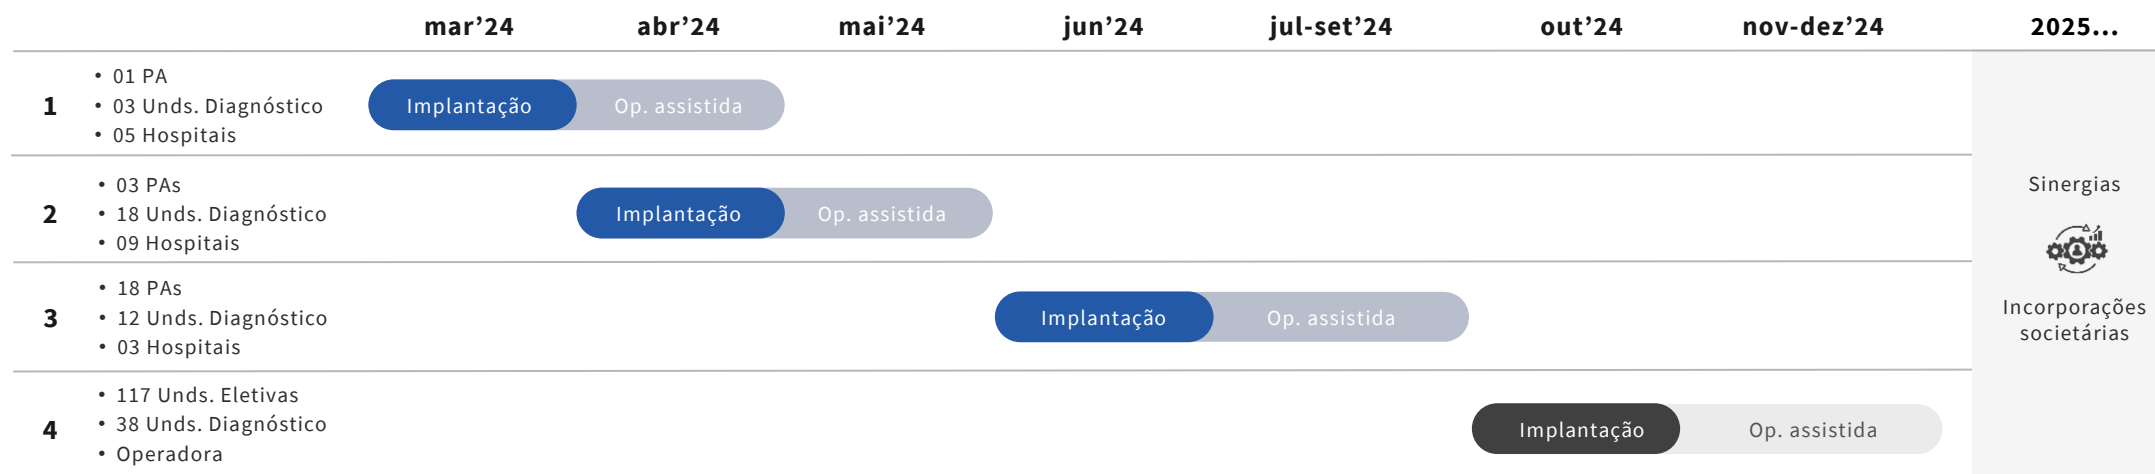 mar’24 abr’24 mai’24 jun’24 jul-set’24 out’24 nov-dez’24 2025...
1
• 01 PA
• 03 Unds. Diagnóstico
• 05 Hospitais
Implantação Op. assistida
2
• 03 PAs
• 18 Unds. Diagnóstico
• 09 Hospitais
Implantação Op. assistida
3
• 18 PAs
• 12 Unds. Diagnóstico
• 03 Hospitais
Implantação Op. assistida
4
• 117 Unds. Eletivas
• 38 Unds. Diagnóstico
• Operadora
Implantação Op. assistida
Sinergias
Incorporações
societárias